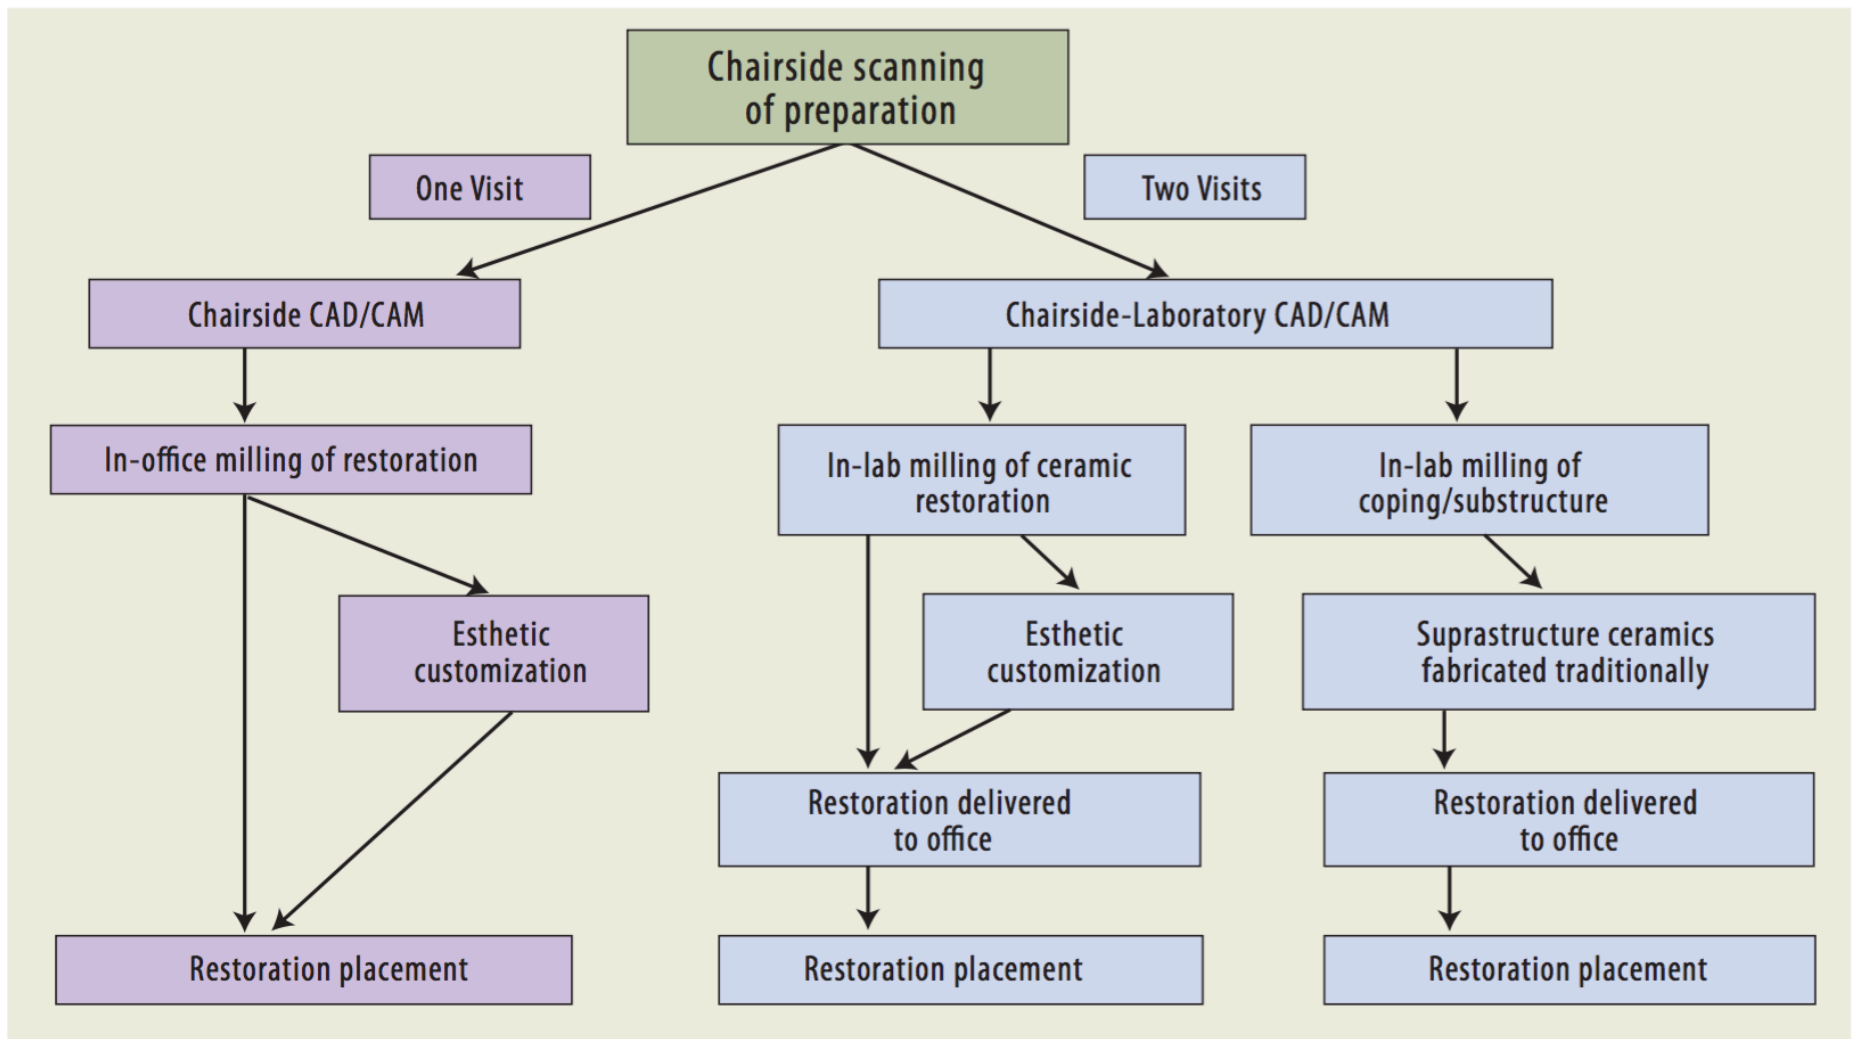 Chairside scanning
of preparation
One Visit
Two Visits
Chairside CAD/CAM
Chairside-Laboratory CAD/CAM
In-office milling of restoration
In-lab milling of ceramic
restoration
In-lab milling of
coping/substructure
Esthetic
customization
Esthetic
customization
Suprastructure ceramics
fabricated traditionally
Restoration delivered
to office
Restoration delivered
to office
Restoration placement
Restoration placement
Restoration placement